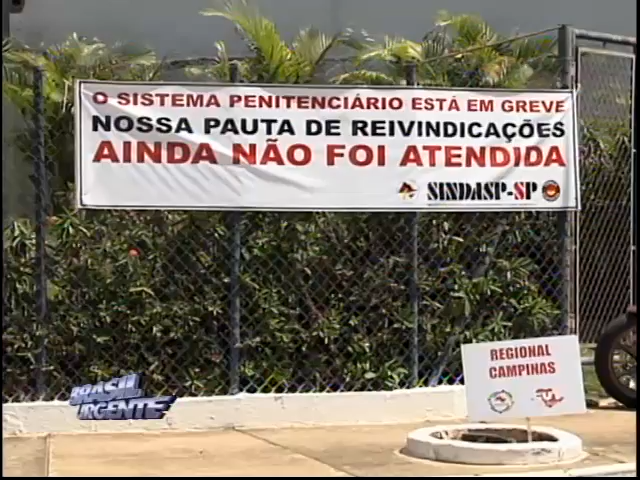 O SISTEMA PENITENCIÁRIO ESTÁ EM GREVE
NOSSA PAUTA DE REIVINDICAÇÕES
AINDA NÃO FOI ATENDIDA
SINDASP-SP
REGIONAL
CAMPINAS
BRASIL
URGENTE